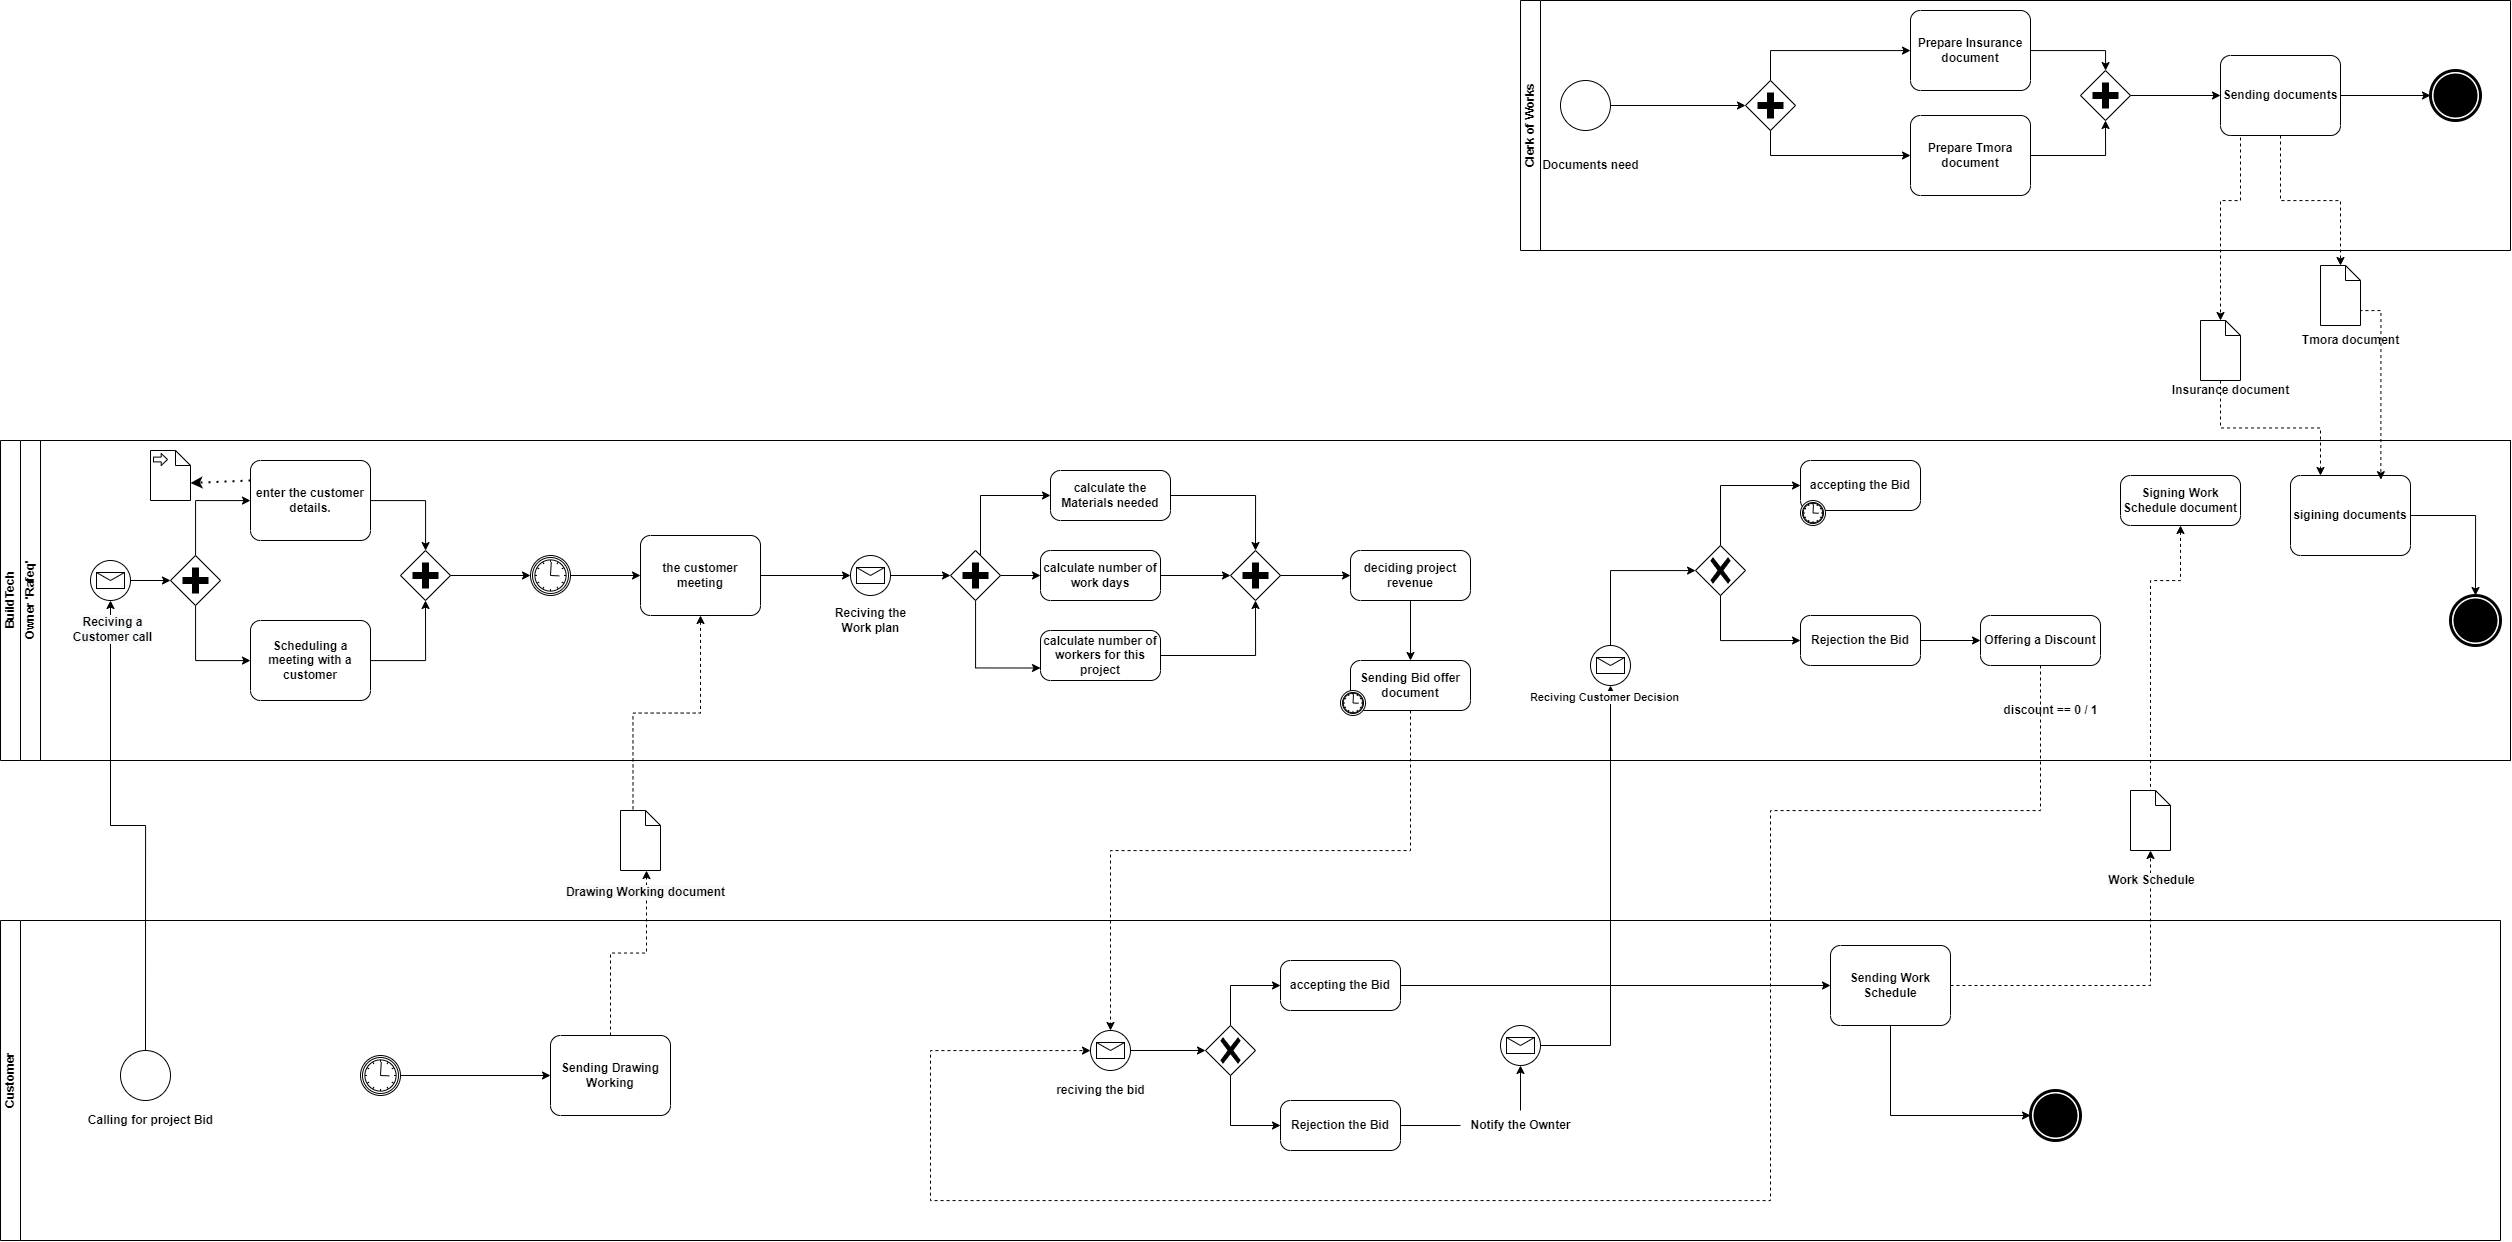 Clerk of Works
Documents need
Prepare Insurance
document
Prepare Tmora
document
Sending documents
Tmora document
Insurance document
BuildTech
Owner 'Rafeq'
Reciving a
Customer call
enter the customer
details.
Scheduling a
meeting with a
customer
the customer
meeting
Reciving the
Work plan
calculate the
Materials needed
calculate number of
work days
calculate number of
workers for this
project
deciding project
revenue
Sending Bid offer
document
Reciving Customer Decision
accepting the Bid
Rejection the Bid
Offering a Discount
discount == 0 / 1
Signing Work
Schedule document
sigining documents
Drawing Working document
Work Schedule
Customer
Calling for project Bid
Sending Drawing
Working
reciving the bid
accepting the Bid
Rejection the Bid
Notify the Ownter
Sending Work
Schedule